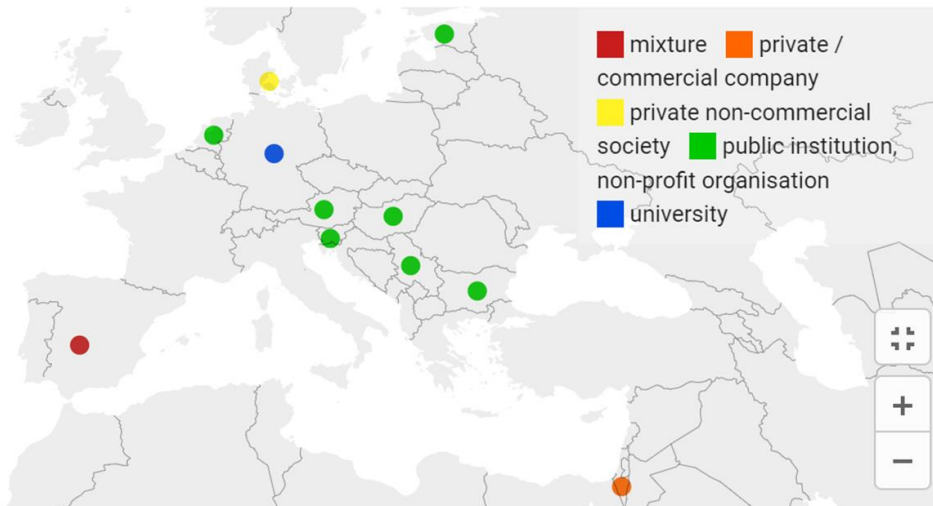 mixture private /
commercial company
private non-commercial
society public institution,
non-profit organisation
university
+
−